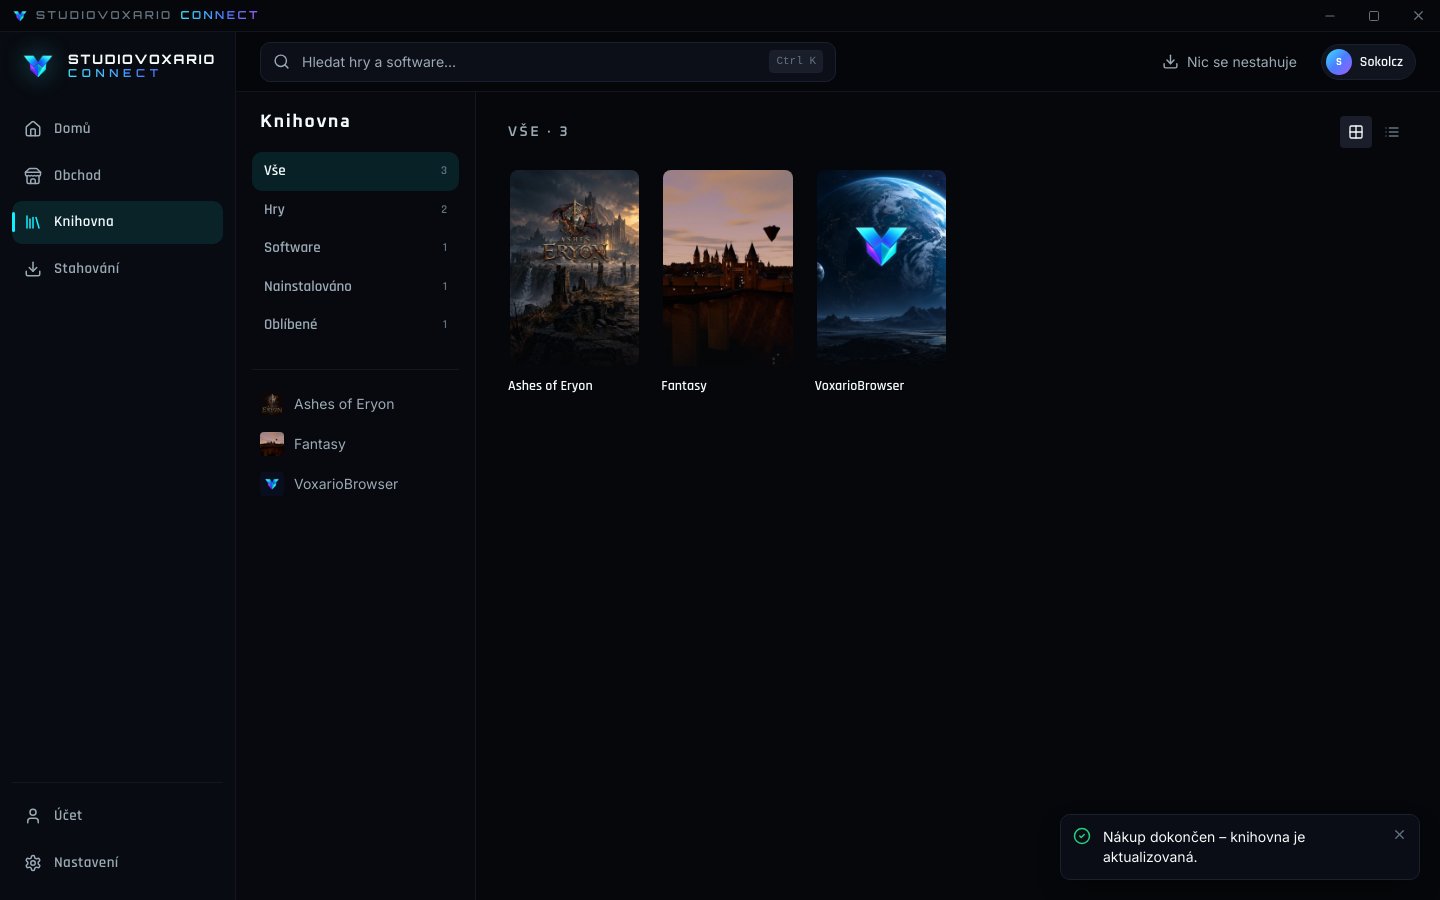 STUDIOVOXARIO CONNECT
STUDIOVOXARIO
CONNECT
Hledat hry a software...
Ctrl K
Nic se nestahuje
S
Sokolcz
Domů
Obchod
Knihovna
Stahování
Účet
Nastavení
Knihovna
Vše 3
Hry 2
Software 1
Nainstalováno 1
Oblíbené 1
Ashes of Eryon
Fantasy
VoxarioBrowser
VŠE · 3
ASHES
ERYON
Ashes of Eryon
Fantasy
VoxarioBrowser
Nákup dokončen – knihovna je
aktualizovaná.